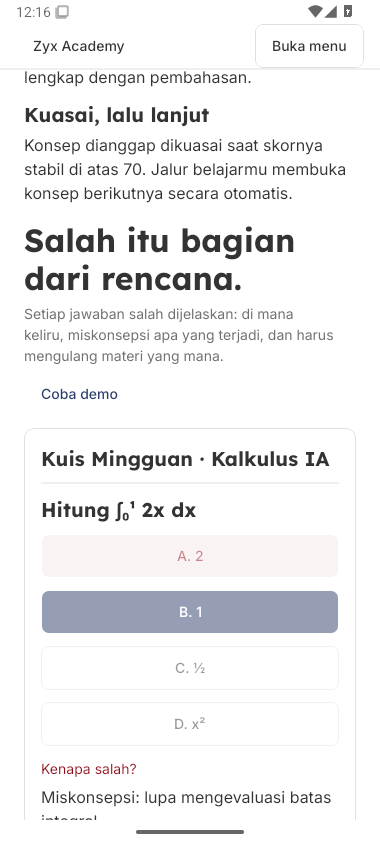 12:16
Zyx Academy
Buka menu
lengkap dengan pembahasan.
Kuasai, lalu lanjut
Konsep dianggap dikuasai saat skornya
stabil di atas 70. Jalur belajarmu membuka
konsep berikutnya secara otomatis.
Salah itu bagian
dari rencana.
Setiap jawaban salah dijelaskan: di mana
keliru, miskonsepsi apa yang terjadi, dan harus
mengulang materi yang mana.
Coba demo
Kuis Mingguan · Kalkulus IA
Hitung ∫₀¹ 2x dx
A. 2
B. 1
C. ½
D. x²
Kenapa salah?
Miskonsepsi: lupa mengevaluasi batas
integral